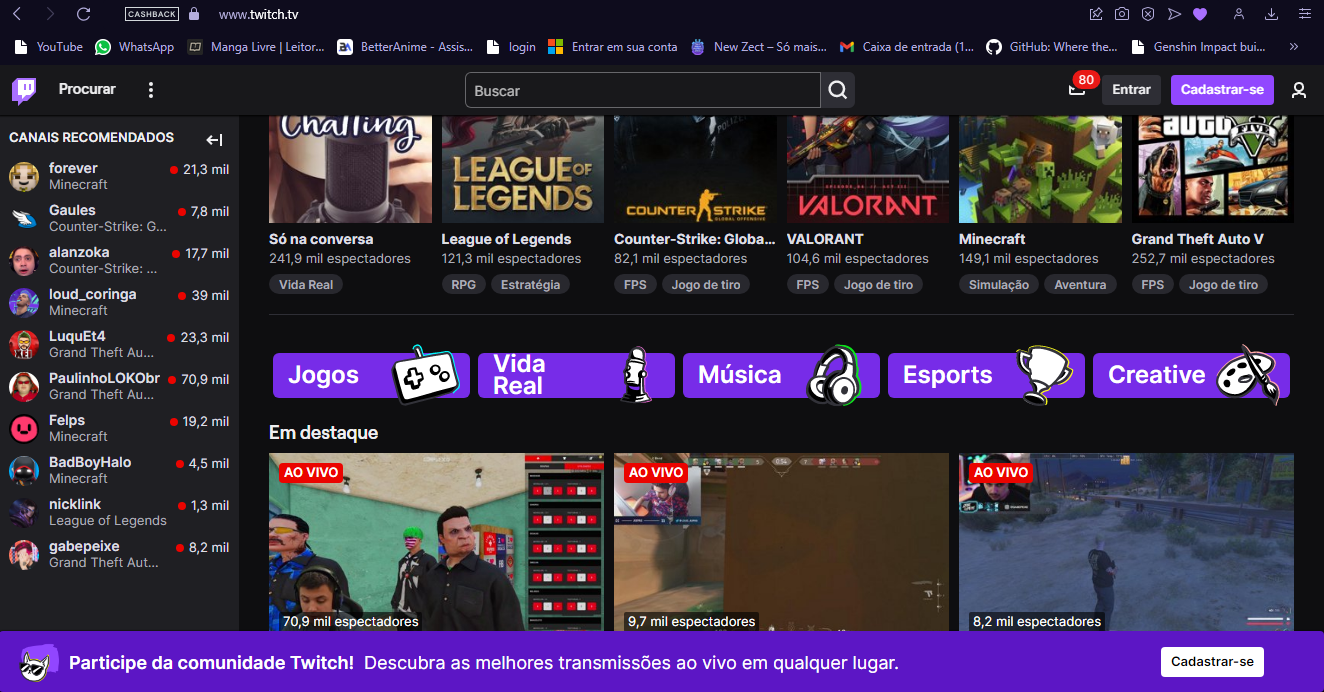 CASHBACK
www.twitch.tv
YouTube
WhatsApp
Manga Livre | Leitor...
BetterAnime - Assis...
login
Entrar em sua conta
New Zect – Só mais...
Caixa de entrada (1...
GitHub: Where the...
Genshin Impact bui...
»
Procurar
Buscar
80
Entrar
Cadastrar-se
CANAIS RECOMENDADOS
forever 21,3 mil
Minecraft
Gaules 7,8 mil
Counter-Strike: G...
alanzoka 17,7 mil
Counter-Strike: ...
loud_coringa 39 mil
Minecraft
LuquEt4 23,3 mil
Grand Theft Au...
PaulinhoLOKObr 70,9 mil
Grand Theft Au...
Felps 19,2 mil
Minecraft
BadBoyHalo 4,5 mil
Minecraft
nicklink 1,3 mil
League of Legends
gabepeixe 8,2 mil
Grand Theft Aut...
Chatting
LEAGUE OF
LEGENDS
COUNTER STRIKE
GLOBAL OFFENSIVE
VALORANT
auto
FIVE
Só na conversa
241,9 mil espectadores
Vida Real
League of Legends
121,3 mil espectadores
RPG Estratégia
Counter-Strike: Globa...
82,1 mil espectadores
FPS Jogo de tiro
VALORANT
104,6 mil espectadores
FPS Jogo de tiro
Minecraft
149,1 mil espectadores
Simulação Aventura
Grand Theft Auto V
252,7 mil espectadores
FPS Jogo de tiro
Jogos
Vida
Real
Música
Esports
Creative
Em destaque
AO VIVO
70,9 mil espectadores
AO VIVO
0:54
9,7 mil espectadores
AO VIVO
8,2 mil espectadores
Participe da comunidade Twitch! Descubra as melhores transmissões ao vivo em qualquer lugar.
Cadastrar-se